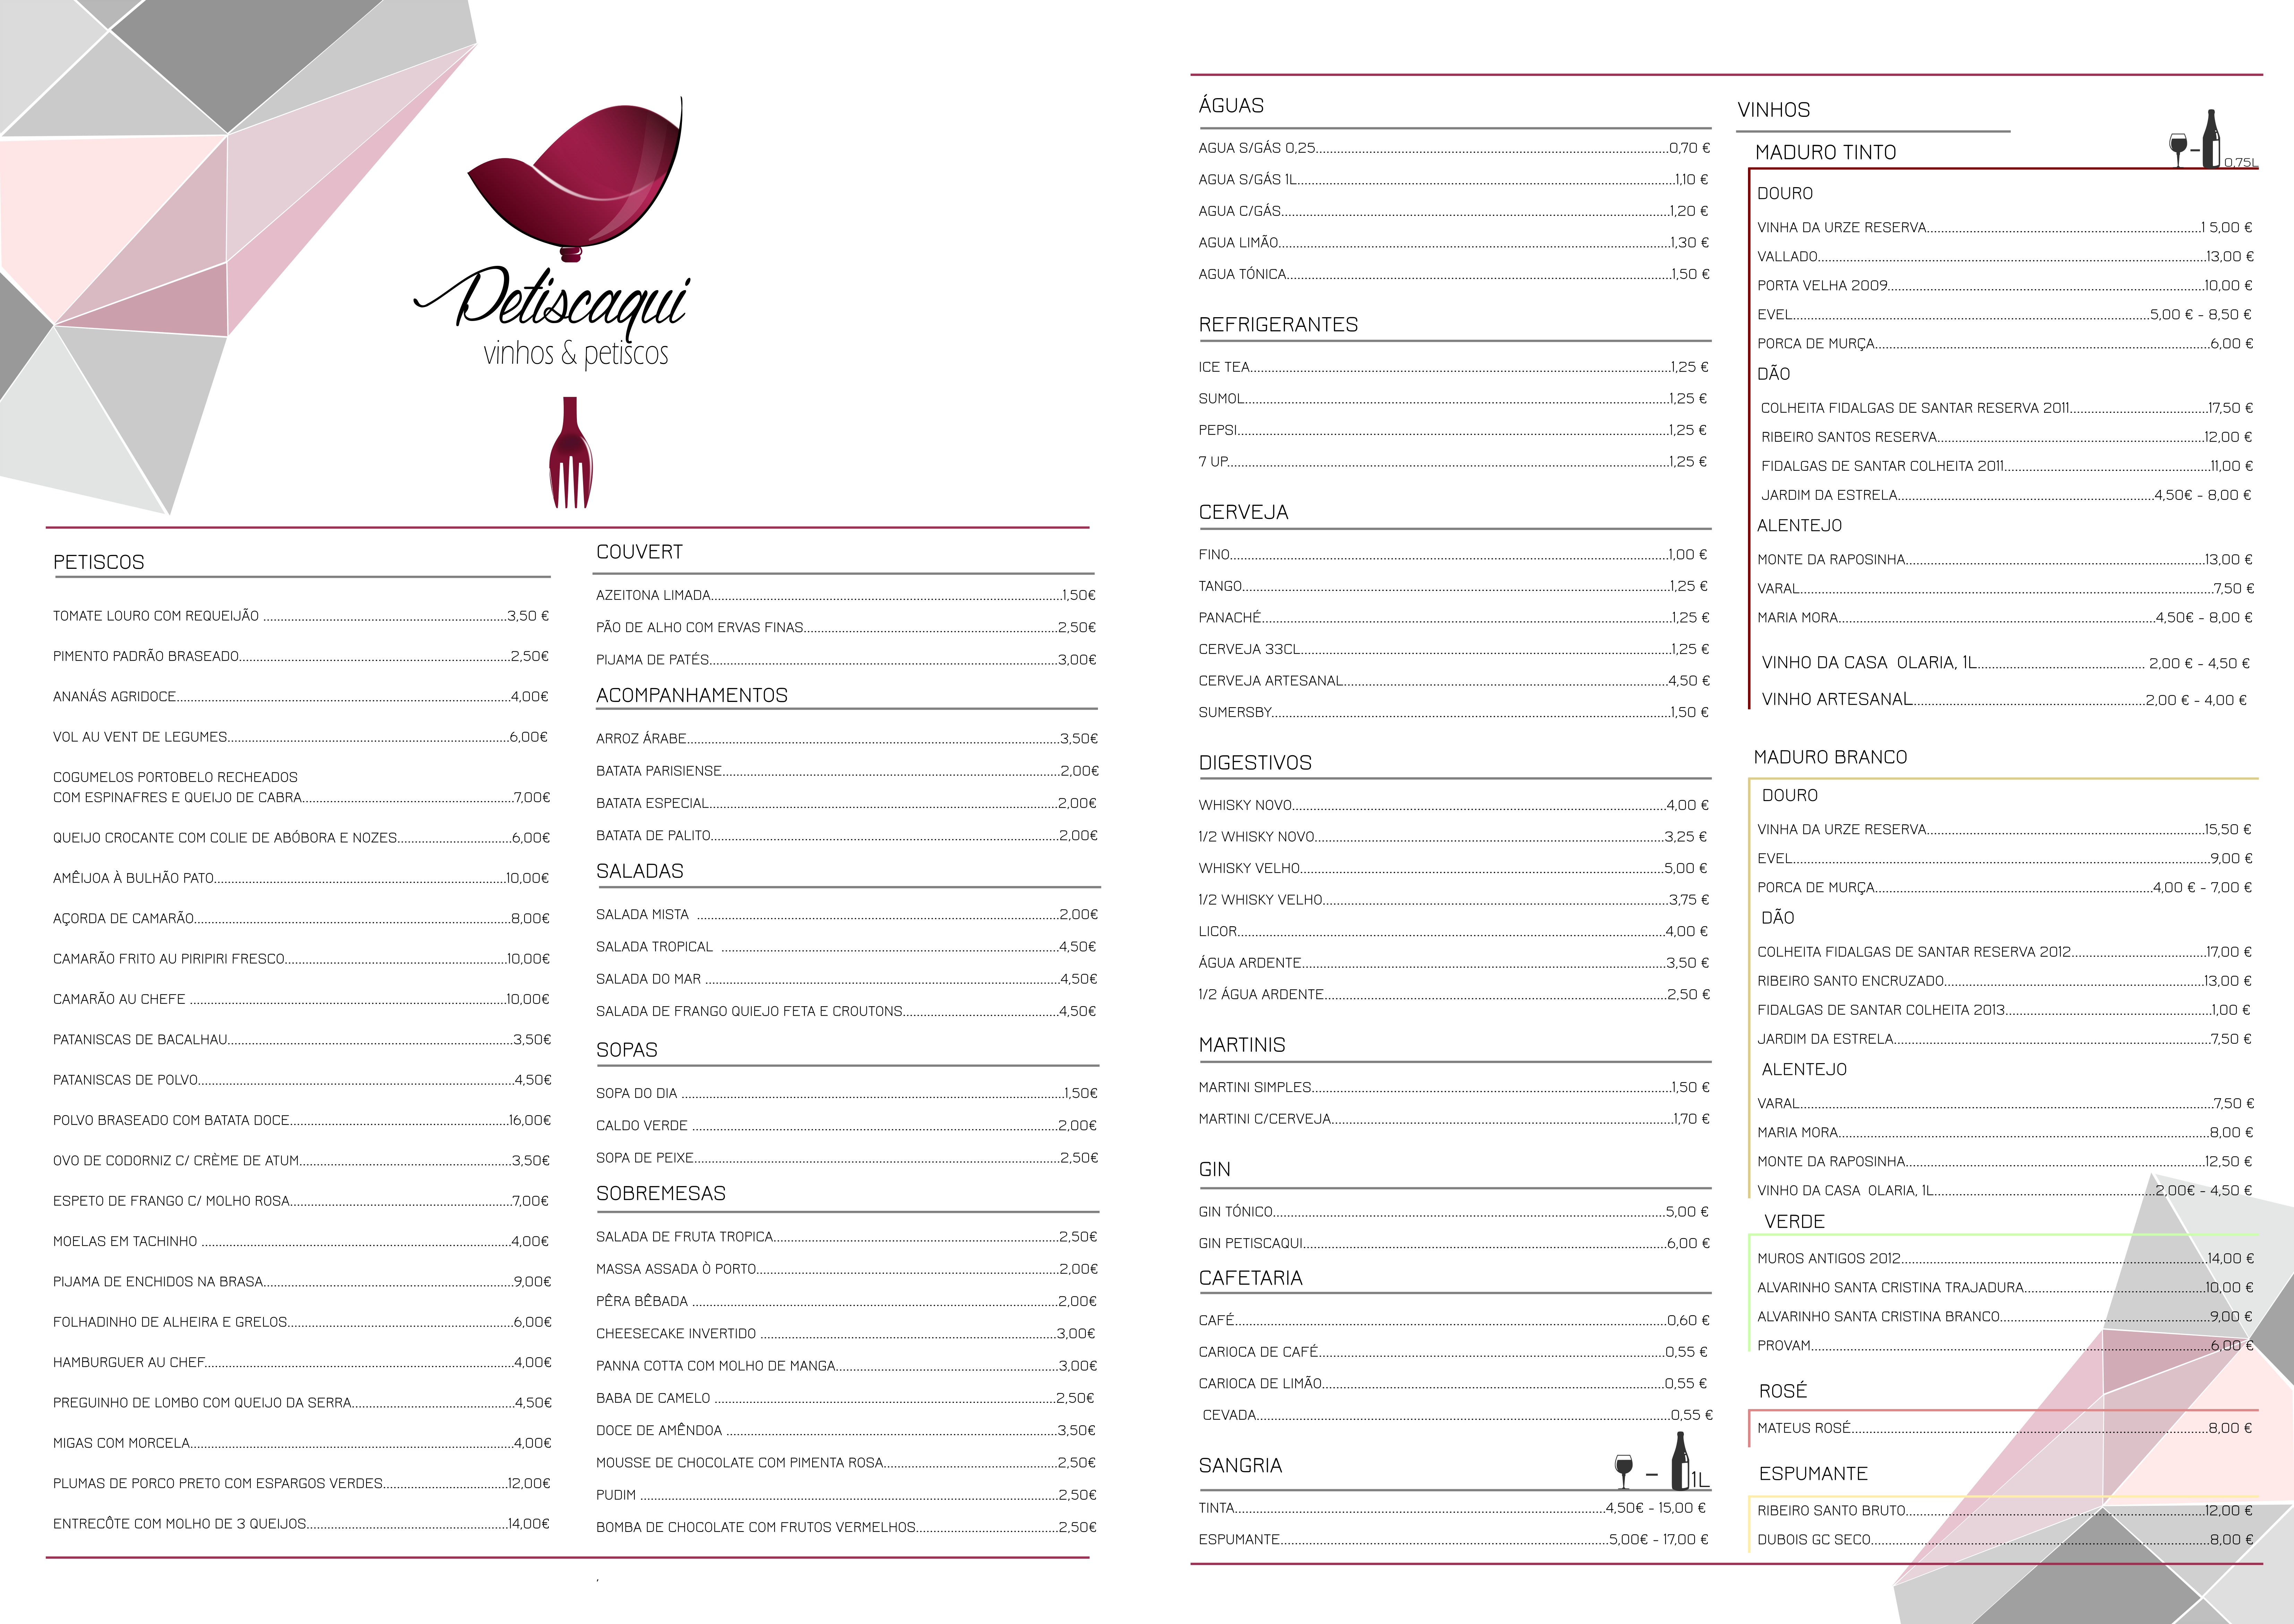 Petiscaqui
vinhos & petiscos
PETISCOS
TOMATE LOURO COM REQUEIJÃO ........3,50 €
PIMENTO PADRÃO BRASEADO........2,50€
ANANÁS AGRIDOCE........4,00€
VOL AU VENT DE LEGUMES........6,00€
COGUMELOS PORTOBELO RECHEADOS
COM ESPINAFRES E QUEIJO DE CABRA........7,00€
QUEIJO CROCANTE COM COLIE DE ABÓBORA E NOZES........6,00€
AMÊIJOA À BULHÃO PATO........10,00€
AÇORDA DE CAMARÃO........8,00€
CAMARÃO FRITO AU PIRIPIRI FRESCO........10,00€
CAMARÃO AU CHEFE ........10,00€
PATANISCAS DE BACALHAU........3,50€
PATANISCAS DE POLVO........4,50€
POLVO BRASEADO COM BATATA DOCE........16,00€
OVO DE CODORNIZ C/ CRÈME DE ATUM........3,50€
ESPETO DE FRANGO C/ MOLHO ROSA........7,00€
MOELAS EM TACHINHO ........4,00€
PIJAMA DE ENCHIDOS NA BRASA........9,00€
FOLHADINHO DE ALHEIRA E GRELOS........6,00€
HAMBURGUER AU CHEF........4,00€
PREGUINHO DE LOMBO COM QUEIJO DA SERRA........4,50€
MIGAS COM MORCELA........4,00€
PLUMAS DE PORCO PRETO COM ESPARGOS VERDES........12,00€
ENTRECÔTE COM MOLHO DE 3 QUEIJOS........14,00€
COUVERT
AZEITONA LIMADA........1,50€
PÃO DE ALHO COM ERVAS FINAS........2,50€
PIJAMA DE PATÉS........3,00€
ACOMPANHAMENTOS
ARROZ ÁRABE........3,50€
BATATA PARISIENSE........2,00€
BATATA ESPECIAL........2,00€
BATATA DE PALITO........2,00€
SALADAS
SALADA MISTA ........2,00€
SALADA TROPICAL ........4,50€
SALADA DO MAR ........4,50€
SALADA DE FRANGO QUIEJO FETA E CROUTONS........4,50€
SOPAS
SOPA DO DIA ........1,50€
CALDO VERDE ........2,00€
SOPA DE PEIXE........2,50€
SOBREMESAS
SALADA DE FRUTA TROPICA........2,50€
MASSA ASSADA Ò PORTO........2,00€
PÊRA BÊBADA ........2,00€
CHEESECAKE INVERTIDO ........3,00€
PANNA COTTA COM MOLHO DE MANGA........3,00€
BABA DE CAMELO ........2,50€
DOCE DE AMÊNDOA ........3,50€
MOUSSE DE CHOCOLATE COM PIMENTA ROSA........2,50€
PUDIM ........2,50€
BOMBA DE CHOCOLATE COM FRUTOS VERMELHOS........2,50€
ÁGUAS
AGUA S/GÁS 0,25........0,70 €
AGUA S/GÁS 1L........1,10 €
AGUA C/GÁS........1,20 €
AGUA LIMÃO........1,30 €
AGUA TÓNICA........1,50 €
REFRIGERANTES
ICE TEA........1,25 €
SUMOL........1,25 €
PEPSI........1,25 €
7 UP........1,25 €
CERVEJA
FINO........1,00 €
TANGO........1,25 €
PANACHÉ........1,25 €
CERVEJA 33CL........1,25 €
CERVEJA ARTESANAL........4,50 €
SUMERSBY........1,50 €
DIGESTIVOS
WHISKY NOVO........4,00 €
1/2 WHISKY NOVO........3,25 €
WHISKY VELHO........5,00 €
1/2 WHISKY VELHO........3,75 €
LICOR........4,00 €
ÁGUA ARDENTE........3,50 €
1/2 ÁGUA ARDENTE........2,50 €
MARTINIS
MARTINI SIMPLES........1,50 €
MARTINI C/CERVEJA........1,70 €
GIN
GIN TÓNICO........5,00 €
GIN PETISCAQUI........6,00 €
CAFETARIA
CAFÉ........0,60 €
CARIOCA DE CAFÉ........0,55 €
CARIOCA DE LIMÃO........0,55 €
CEVADA........0,55 €
SANGRIA – 1L
TINTA........4,50€ - 15,00 €
ESPUMANTE........5,00€ - 17,00 €
VINHOS
MADURO TINTO – 0,75L
DOURO
VINHA DA URZE RESERVA........1 5,00 €
VALLADO........13,00 €
PORTA VELHA 2009........10,00 €
EVEL........5,00 € - 8,50 €
PORCA DE MURÇA........6,00 €
DÃO
COLHEITA FIDALGAS DE SANTAR RESERVA 2011........17,50 €
RIBEIRO SANTOS RESERVA........12,00 €
FIDALGAS DE SANTAR COLHEITA 2011........11,00 €
JARDIM DA ESTRELA........4,50€ - 8,00 €
ALENTEJO
MONTE DA RAPOSINHA........13,00 €
VARAL........7,50 €
MARIA MORA........4,50€ - 8,00 €
VINHO DA CASA OLARIA, 1L........ 2,00 € - 4,50 €
VINHO ARTESANAL........2,00 € - 4,00 €
MADURO BRANCO
DOURO
VINHA DA URZE RESERVA........15,50 €
EVEL........9,00 €
PORCA DE MURÇA........4,00 € - 7,00 €
DÃO
COLHEITA FIDALGAS DE SANTAR RESERVA 2012........17,00 €
RIBEIRO SANTO ENCRUZADO........13,00 €
FIDALGAS DE SANTAR COLHEITA 2013........1,00 €
JARDIM DA ESTRELA........7,50 €
ALENTEJO
VARAL........7,50 €
MARIA MORA........8,00 €
MONTE DA RAPOSINHA........12,50 €
VINHO DA CASA OLARIA, 1L........2,00€ - 4,50 €
VERDE
MUROS ANTIGOS 2012........14,00 €
ALVARINHO SANTA CRISTINA TRAJADURA........10,00 €
ALVARINHO SANTA CRISTINA BRANCO........9,00 €
PROVAM........6,00 €
ROSÉ
MATEUS ROSÉ........8,00 €
ESPUMANTE
RIBEIRO SANTO BRUTO........12,00 €
DUBOIS GC SECO........8,00 €